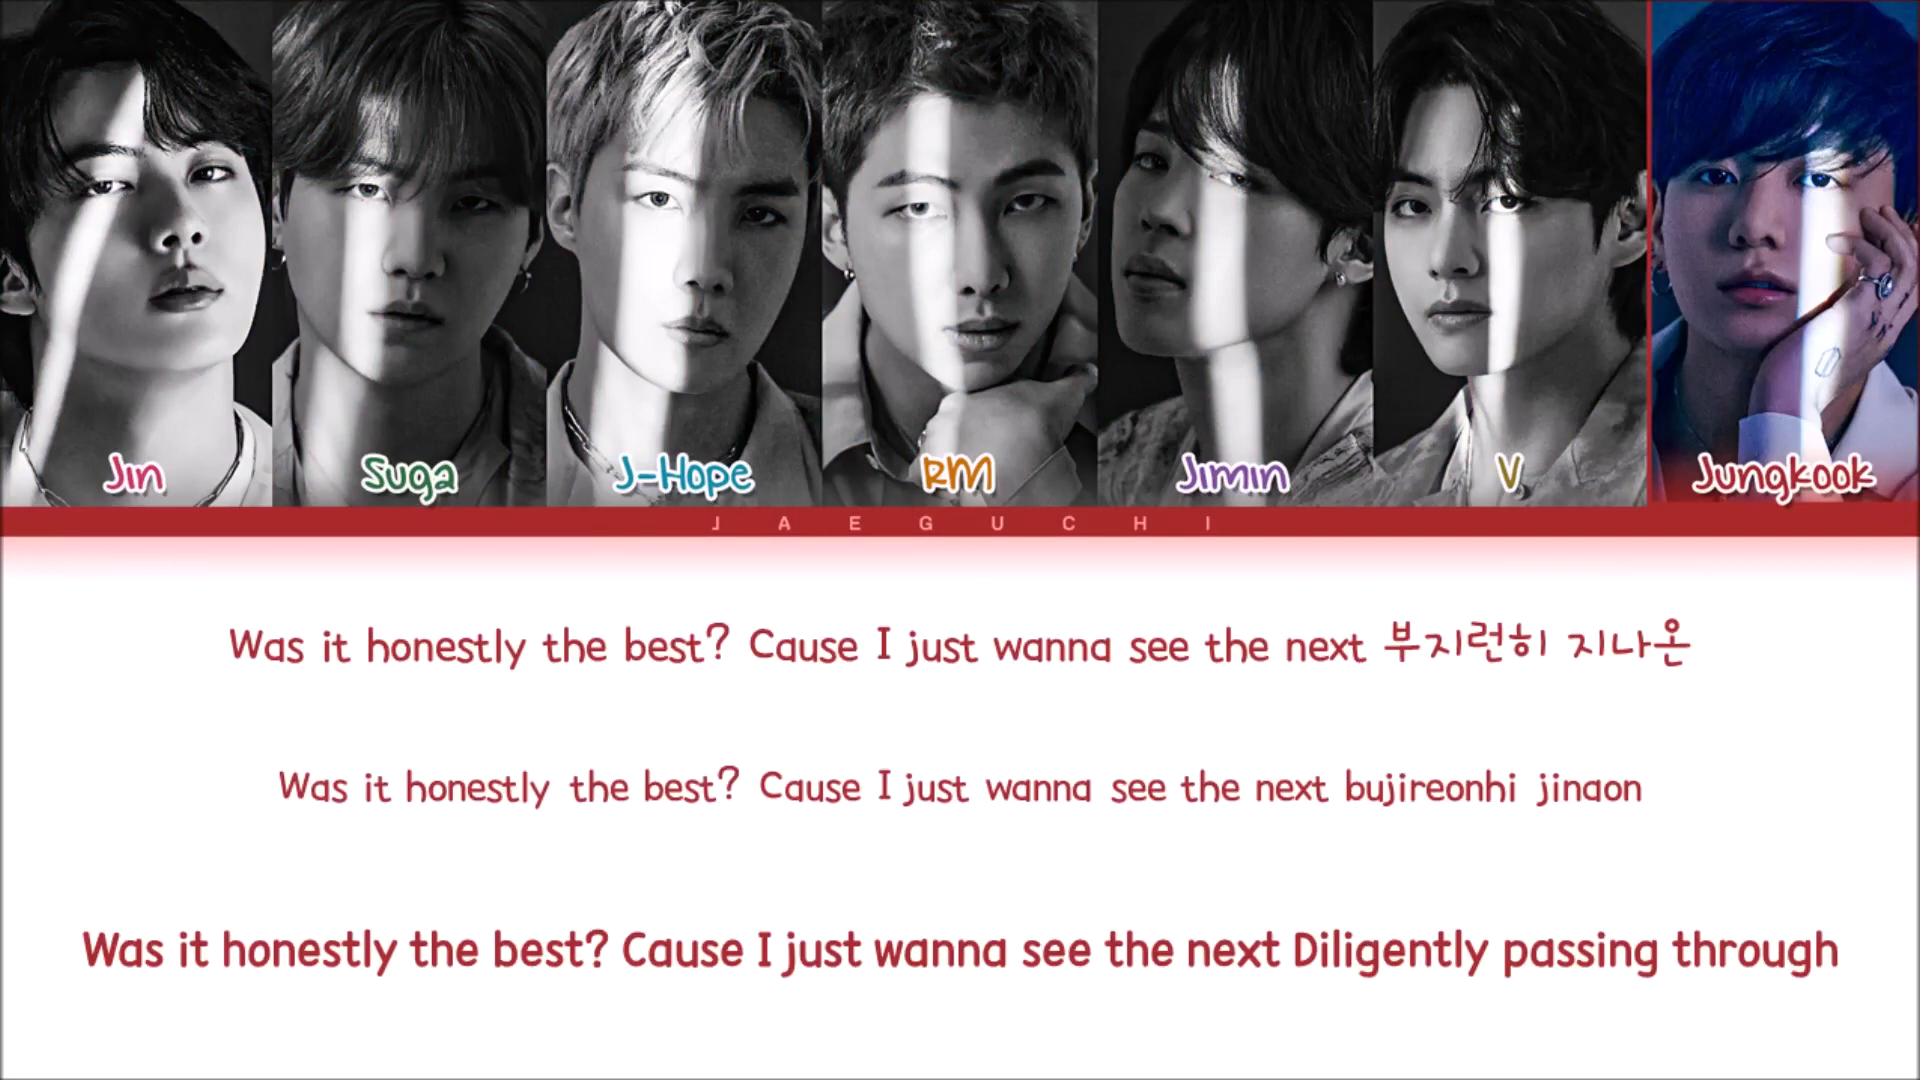 Jin Suga J-Hope RM Jimin V Jungkook
JAEGUCHI
Was it honestly the best? Cause I just wanna see the next 부지런히 지나온
Was it honestly the best? Cause I just wanna see the next bujireonhi jinaon
Was it honestly the best? Cause I just wanna see the next Diligently passing through